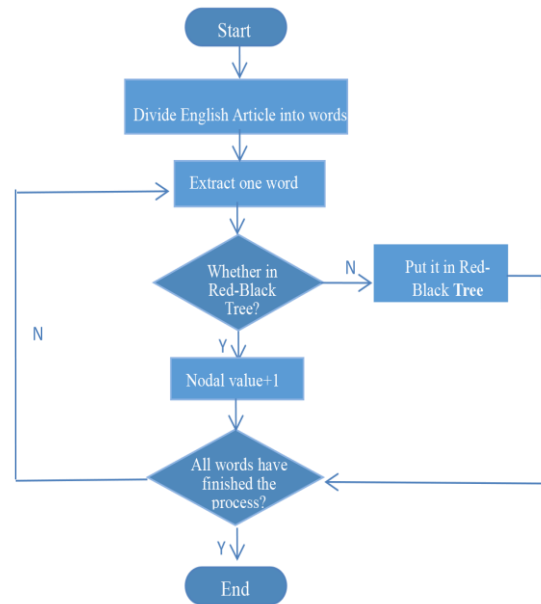 Start
Divide English Article into words
Extract one word
Whether in
Red-Black
Tree?
N
Put it in Red-
Black Tree
N
Y
Nodal value+1
All words have
finished the
process?
Y
End